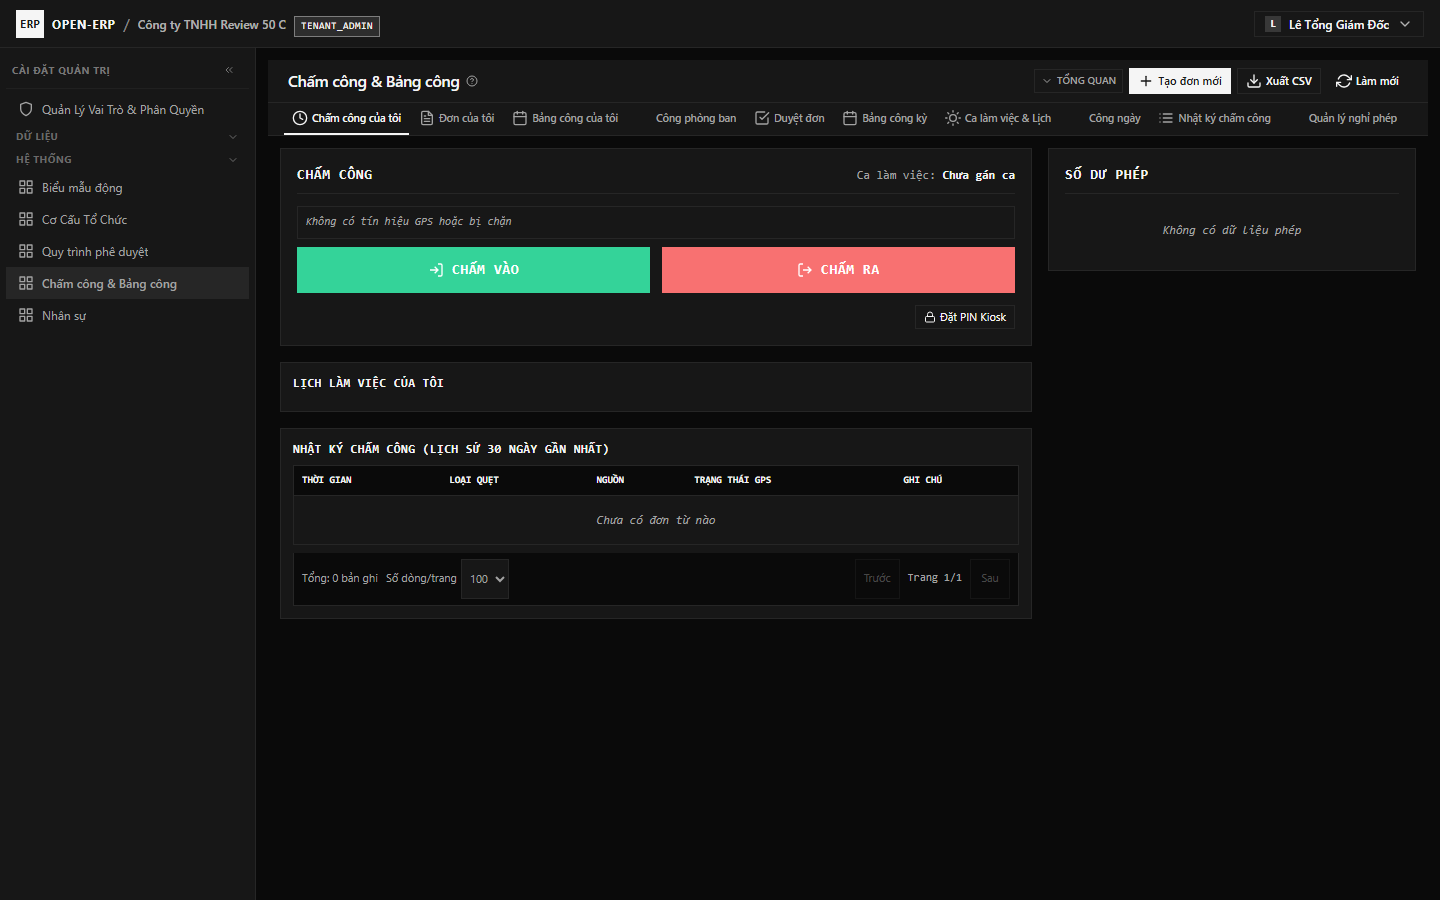 ERP OPEN-ERP / Công ty TNHH Review 50 C TENANT_ADMIN L Lê Tổng Giám Đốc
CÀI ĐẶT QUẢN TRỊ
Quản Lý Vai Trò & Phân Quyền
DỮ LIỆU
HỆ THỐNG
Biểu mẫu động
Cơ Cấu Tổ Chức
Quy trình phê duyệt
Chấm công & Bảng công
Nhân sự
Chấm công & Bảng công TỔNG QUAN Tạo đơn mới Xuất CSV Làm mới
Chấm công của tôi Đơn của tôi Bảng công của tôi Công phòng ban Duyệt đơn Bảng công kỳ Ca làm việc & Lịch Công ngày Nhật ký chấm công Quản lý nghỉ phép
CHẤM CÔNG Ca làm việc: Chưa gán ca
Không có tín hiệu GPS hoặc bị chặn
CHẤM VÀO CHẤM RA
Đặt PIN Kiosk
SỐ DƯ PHÉP
Không có dữ liệu phép
LỊCH LÀM VIỆC CỦA TÔI
NHẬT KÝ CHẤM CÔNG (LỊCH SỬ 30 NGÀY GẦN NHẤT)
THỜI GIAN LOẠI QUẸT NGUỒN TRẠNG THÁI GPS GHI CHÚ
Chưa có đơn từ nào
Tổng: 0 bản ghi Số dòng/trang 100 Trước Trang 1/1 Sau